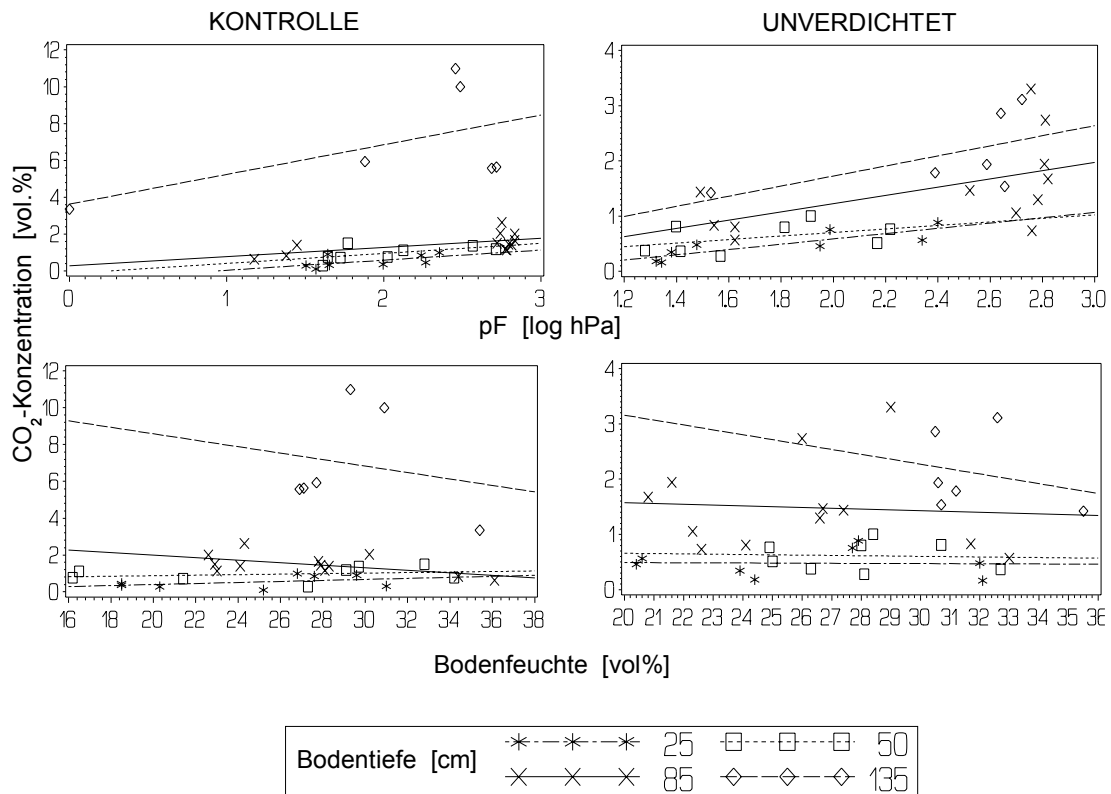 KONTROLLE
UNVERDICHTET
12
10
8
6
4
2
0
0 1 2 3
4
3
2
1
0
1.2 1.4 1.6 1.8 2.0 2.2 2.4 2.6 2.8 3.0
pF [log hPa]
CO2-Konzentration [vol.%]
12
10
8
6
4
2
0
16 18 20 22 24 26 28 30 32 34 36 38
4
3
2
1
0
20 21 22 23 24 25 26 27 28 29 30 31 32 33 34 35 36
Bodenfeuchte [vol%]
Bodentiefe [cm]
25 50
85 135